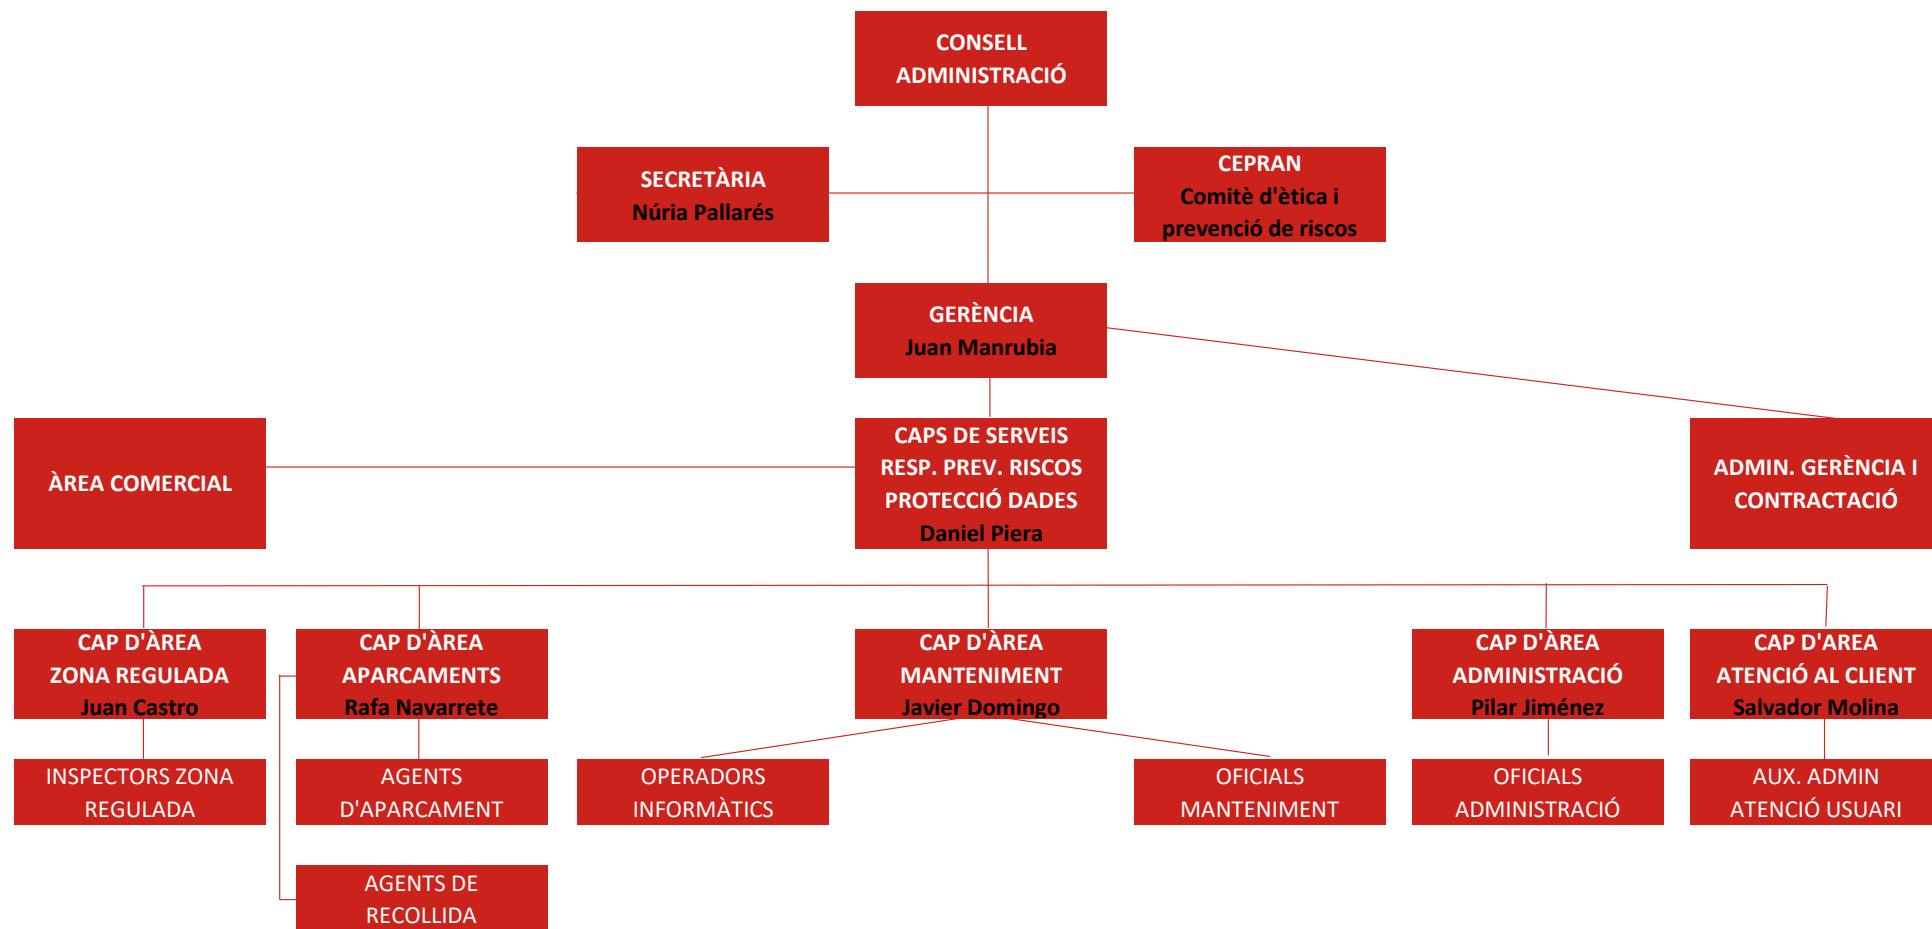 CONSELL
ADMINISTRACIÓ
SECRETÀRIA
Núria Pallarés
CEPRAN
Comitè d'ètica i
prevenció de riscos
GERÈNCIA
Juan Manrubia
ÀREA COMERCIAL
CAPS DE SERVEIS
RESP. PREV. RISCOS
PROTECCIÓ DADES
Daniel Piera
ADMIN. GERÈNCIA I
CONTRACTACIÓ
CAP D'ÀREA
ZONA REGULADA
Juan Castro
CAP D'ÀREA
APARCAMENTS
Rafa Navarrete
CAP D'ÀREA
MANTENIMENT
Javier Domingo
CAP D'ÀREA
ADMINISTRACIÓ
Pilar Jiménez
CAP D'AREA
ATENCIÓ AL CLIENT
Salvador Molina
INSPECTORS ZONA
REGULADA
AGENTS
D'APARCAMENT
OPERADORS
INFORMÀTICS
OFICIALS
MANTENIMENT
OFICIALS
ADMINISTRACIÓ
AUX. ADMIN
ATENCIÓ USUARI
AGENTS DE
RECOLLIDA